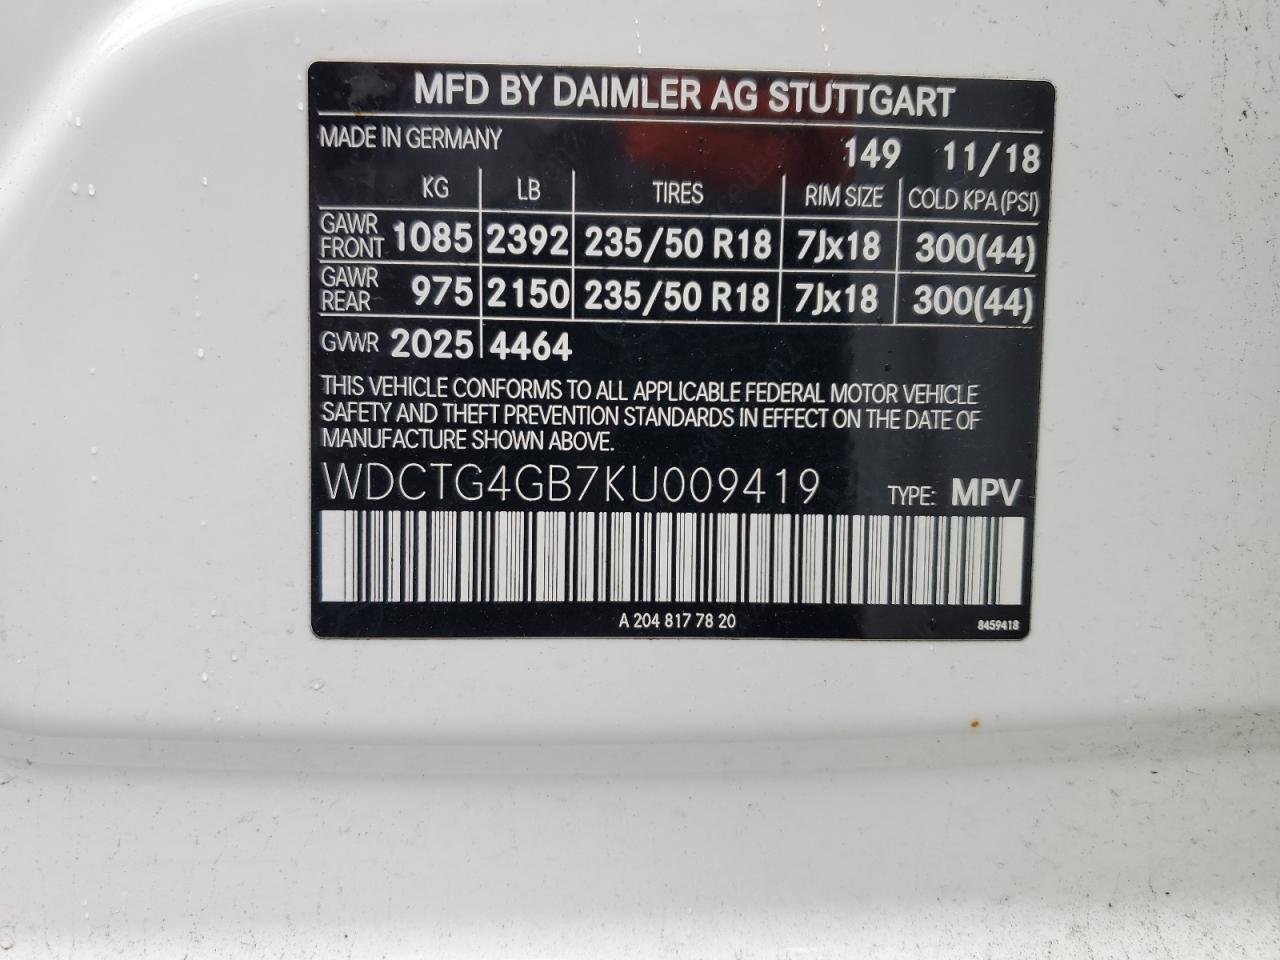 MFD BY DAIMLER AG STUTTGART
MADE IN GERMANY 149 11/18
KG LB TIRES RIM SIZE COLD KPA (PSI)
GAWR FRONT 1085 2392 235/50 R18 7Jx18 300(44)
GAWR REAR 975 2150 235/50 R18 7Jx18 300(44)
GVWR 2025 4464
THIS VEHICLE CONFORMS TO ALL APPLICABLE FEDERAL MOTOR VEHICLE
SAFETY AND THEFT PREVENTION STANDARDS IN EFFECT ON THE DATE OF
MANUFACTURE SHOWN ABOVE.
WDCTG4GB7KU009419 TYPE: MPV
A 204 817 78 20 8459418